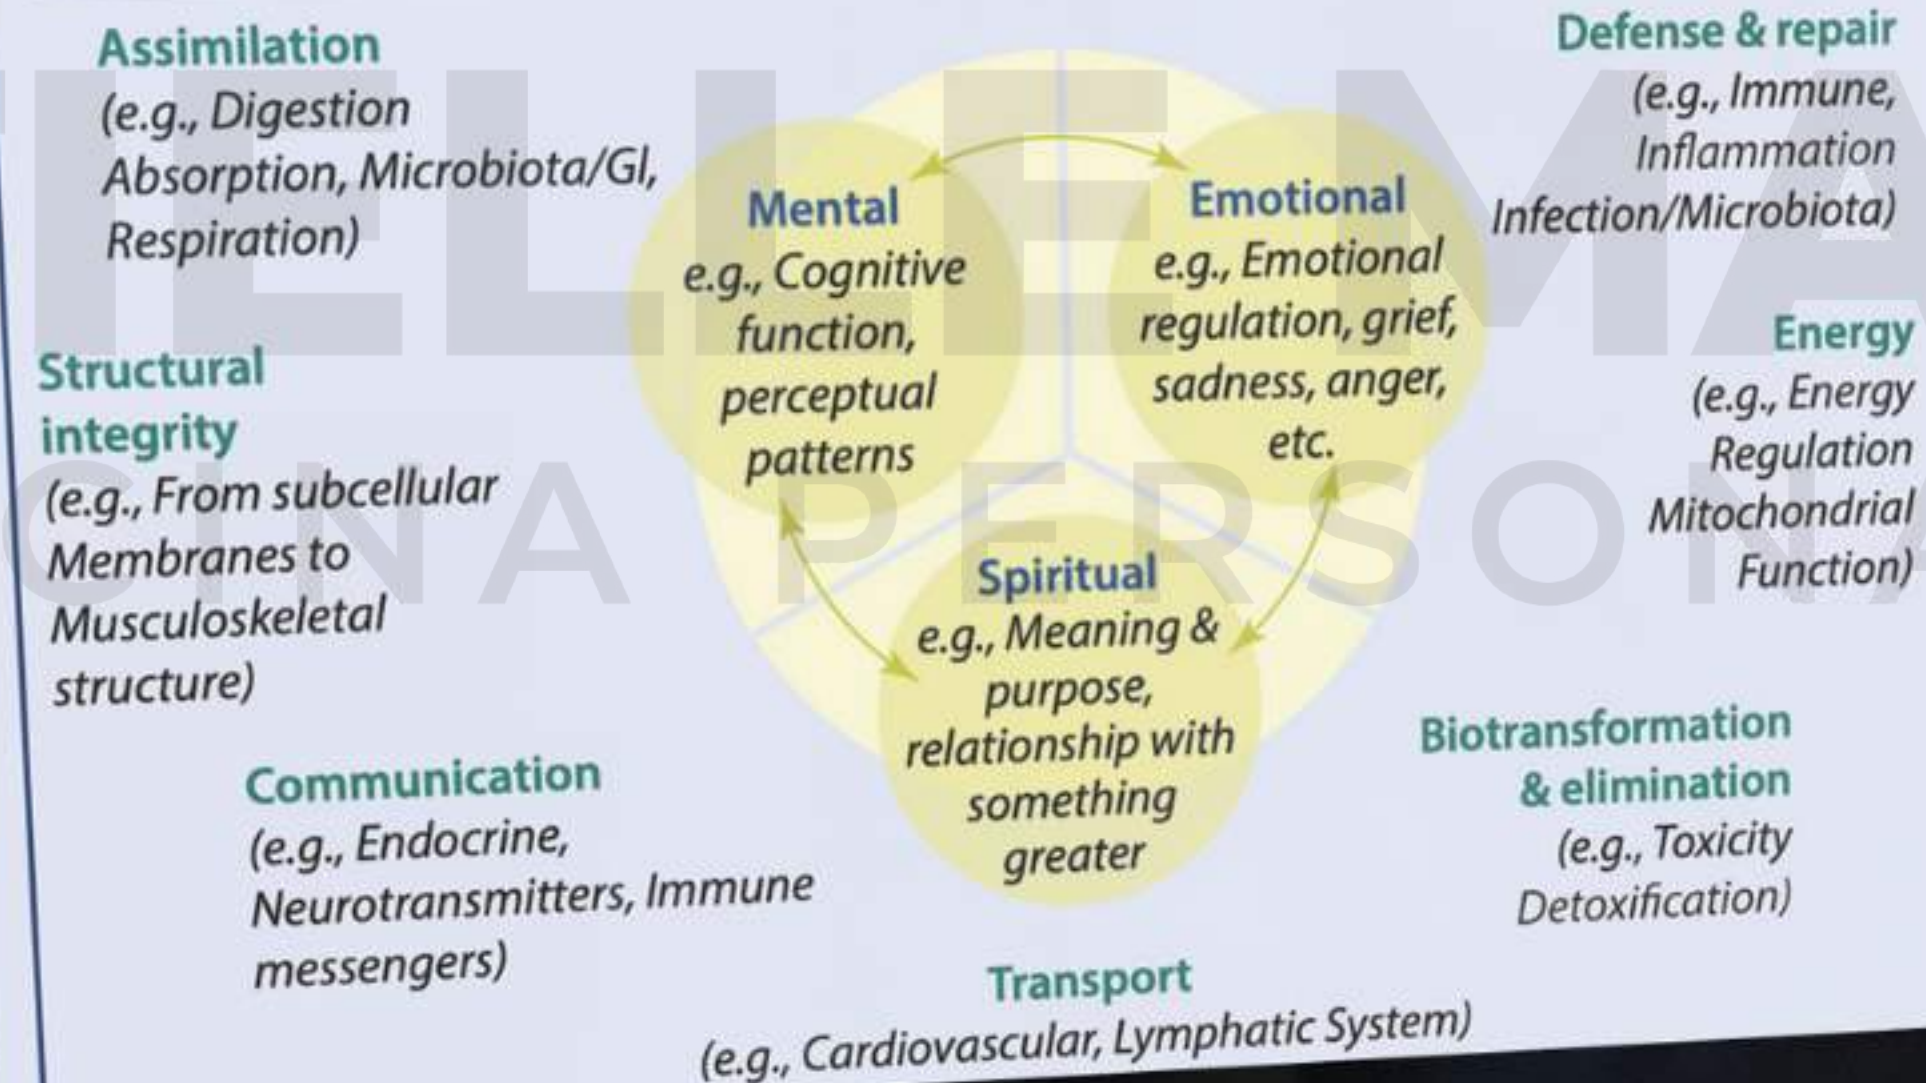 Assimilation
(e.g., Digestion
Absorption, Microbiota/GI,
Respiration)
Defense & repair
(e.g., Immune,
Inflammation
Infection/Microbiota)
Mental
e.g., Cognitive
function,
perceptual
patterns
Emotional
e.g., Emotional
regulation, grief,
sadness, anger,
etc.
Structural
integrity
(e.g., From subcellular
Membranes to
Musculoskeletal
structure)
Energy
(e.g., Energy
Regulation
Mitochondrial
Function)
Spiritual
e.g., Meaning &
purpose,
relationship with
something
greater
Communication
(e.g., Endocrine,
Neurotransmitters, Immune
messengers)
Biotransformation
& elimination
(e.g., Toxicity
Detoxification)
Transport
(e.g., Cardiovascular, Lymphatic System)